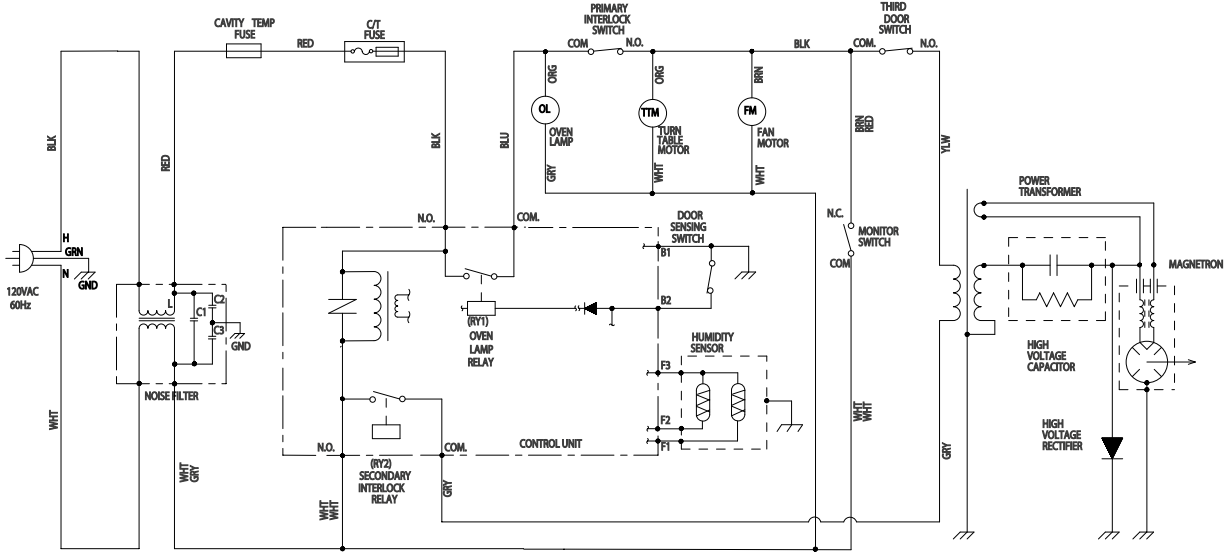 PRIMARY
INTERLOCK
SWITCH
THIRD
DOOR
SWITCH
CAVITY TEMP
FUSE
C/T
FUSE
RED
COM
N.O.
BLK
COM.
N.O.
ORG
ORG
BRN
OL
TTM
FM
OVEN
LAMP
TURN
TABLE
MOTOR
FAN
MOTOR
BLK
RED
BLK
BLU
GRY
WHT
WHT
BRN
RED
YLW
POWER
TRANSFORMER
N.O.
COM.
DOOR
SENSING
SWITCH
N.C.
MONITOR
SWITCH
COM
H
GRN
N
GND
120VAC
60Hz
B1
B2
MAGNETRON
L
C1
C2
C3
GND
NOISE FILTER
(RY1)
OVEN
LAMP
RELAY
HUMIDITY
SENSOR
HIGH
VOLTAGE
CAPACITOR
F3
F2
F1
WHT
WHT
WHT
HIGH
VOLTAGE
RECTIFIER
N.O.
COM.
CONTROL UNIT
(RY2)
SECONDARY
INTERLOCK
RELAY
WHT
GRY
WHT
WHT
GRY
GRY